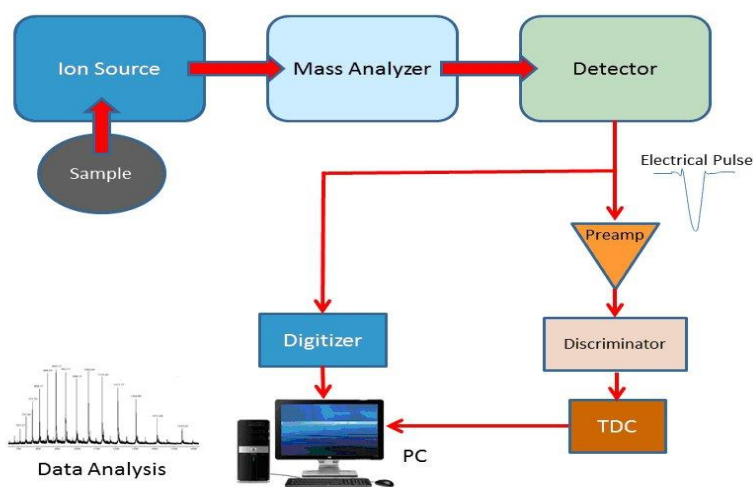 Ion Source
Mass Analyzer
Detector
Sample
Electrical Pulse
Preamp
Digitizer
Discriminator
TDC
PC
Data Analysis